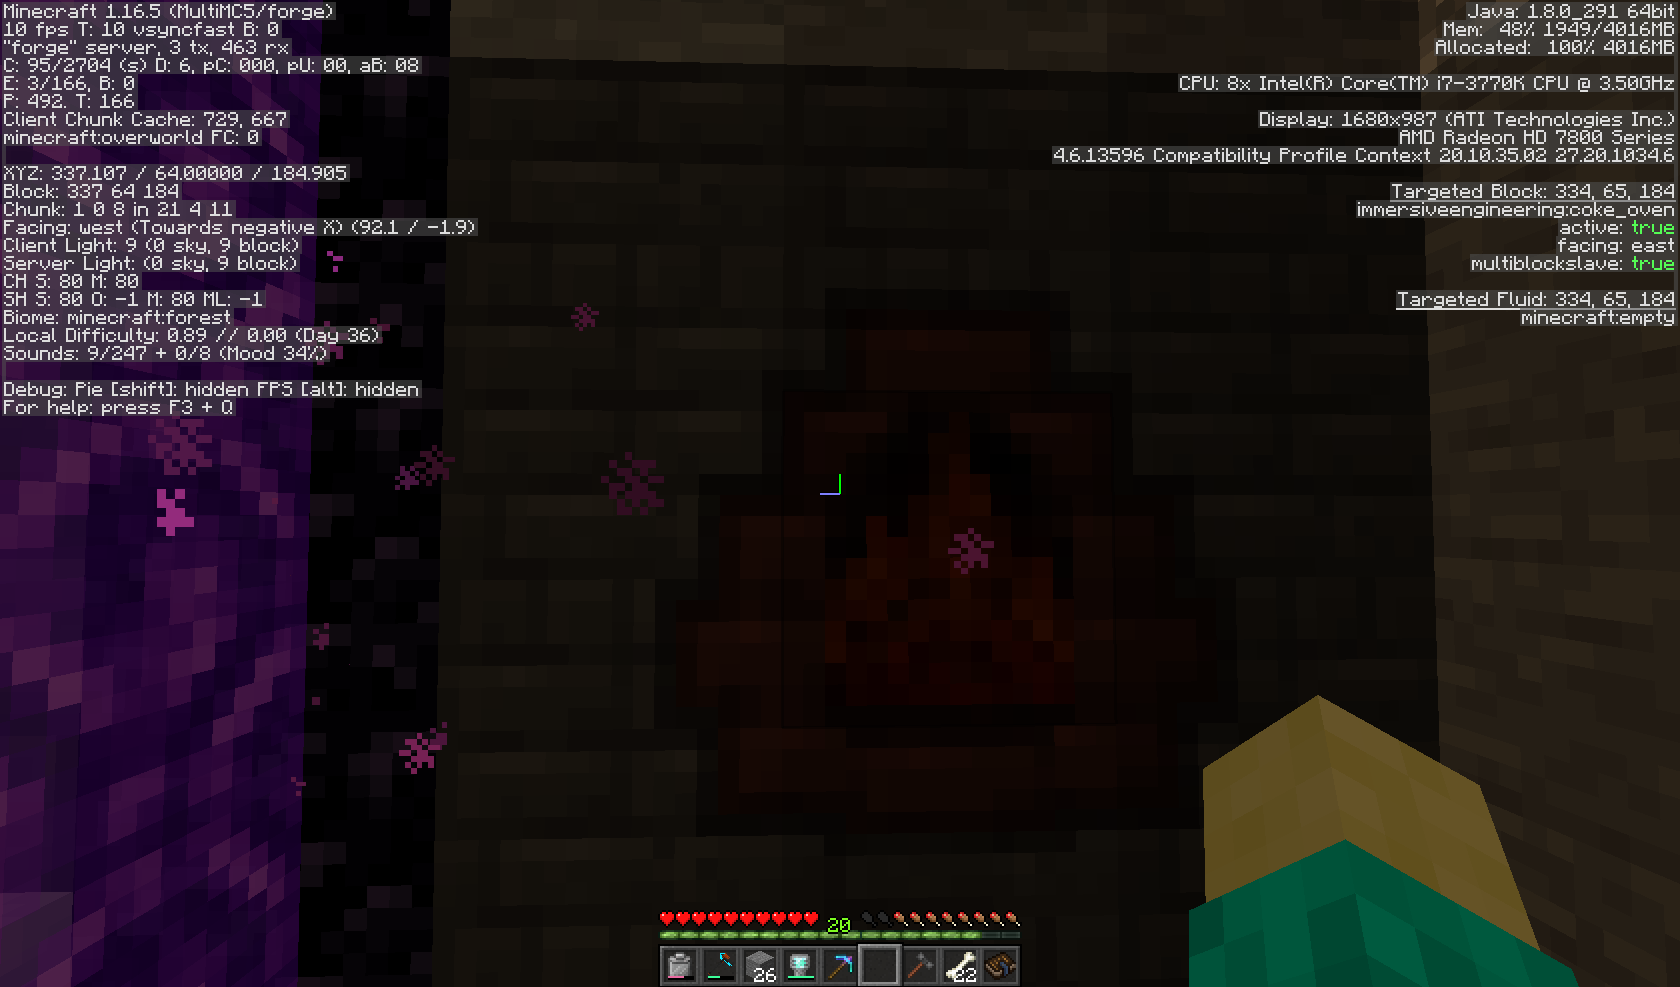 Minecraft 1.16.5 (MultiMC5/forge)
10 fps T: 10 vsyncfast B: 0
"forge" server, 3 tx, 463 rx
C: 95/2704 (s) D: 6, pC: 000, pU: 00, aB: 08
E: 3/166, B: 0
P: 492. T: 166
Client Chunk Cache: 729, 667
minecraft:overworld FC: 0
XYZ: 337.107 / 64.00000 / 184.905
Block: 337 64 184
Chunk: 1 0 8 in 21 4 11
Facing: west (Towards negative X) (92.1 / -1.9)
Client Light: 9 (0 sky, 9 block)
Server Light: (0 sky, 9 block)
CH S: 80 M: 80
SH S: 80 O: -1 M: 80 ML: -1
Biome: minecraft:forest
Local Difficulty: 0.89 // 0.00 (Day 36)
Sounds: 9/247 + 0/8 (Mood 34%)
Debug: Pie [shift]: hidden FPS [alt]: hidden
For help: press F3 + Q
Java: 1.8.0_291 64bit
Mem: 48% 1949/4016MB
Allocated: 100% 4016MB
CPU: 8x Intel(R) Core(TM) i7-3770K CPU @ 3.50GHz
Display: 1680x987 (ATI Technologies Inc.)
AMD Radeon HD 7800 Series
4.6.13596 Compatibility Profile Context 20.10.35.02 27.20.1034.6
Targeted Block: 334, 65, 184
immersiveengineering:coke_oven
active: true
facing: east
multiblockslave: true
Targeted Fluid: 334, 65, 184
minecraft:empty
20
26
22